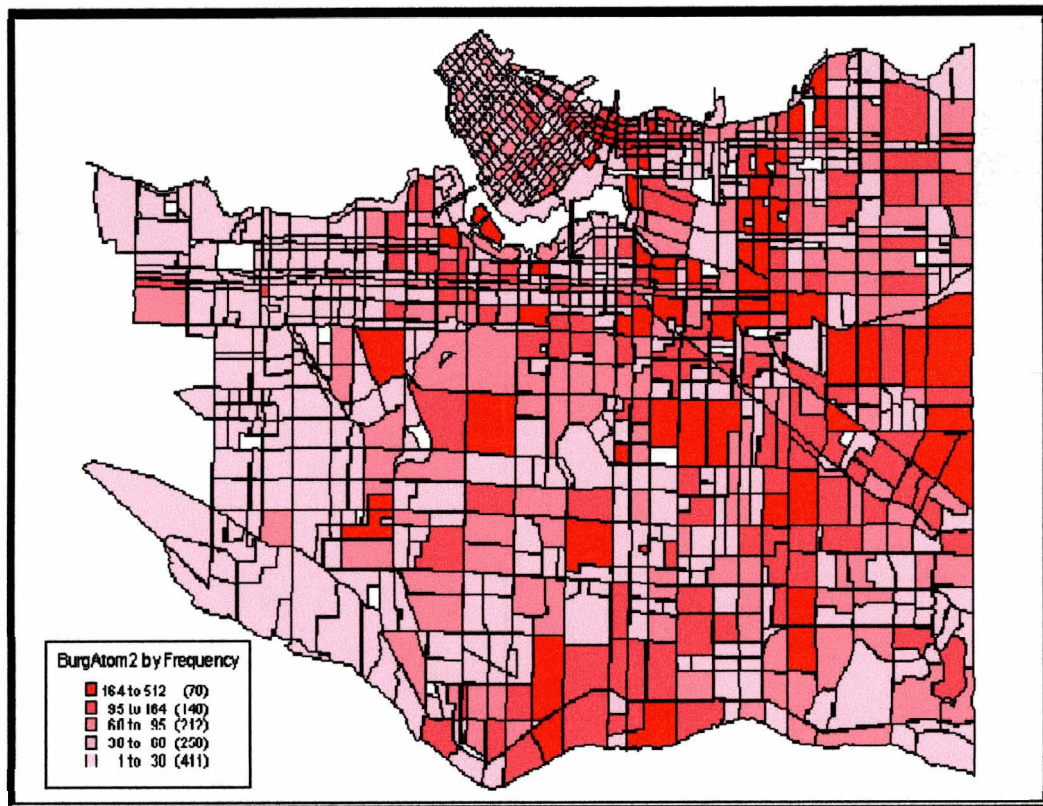 BurgAtom2 by Frequency
164 to 512 (70)
95 to 164 (140)
60 to 95 (212)
30 to 60 (250)
1 to 30 (411)